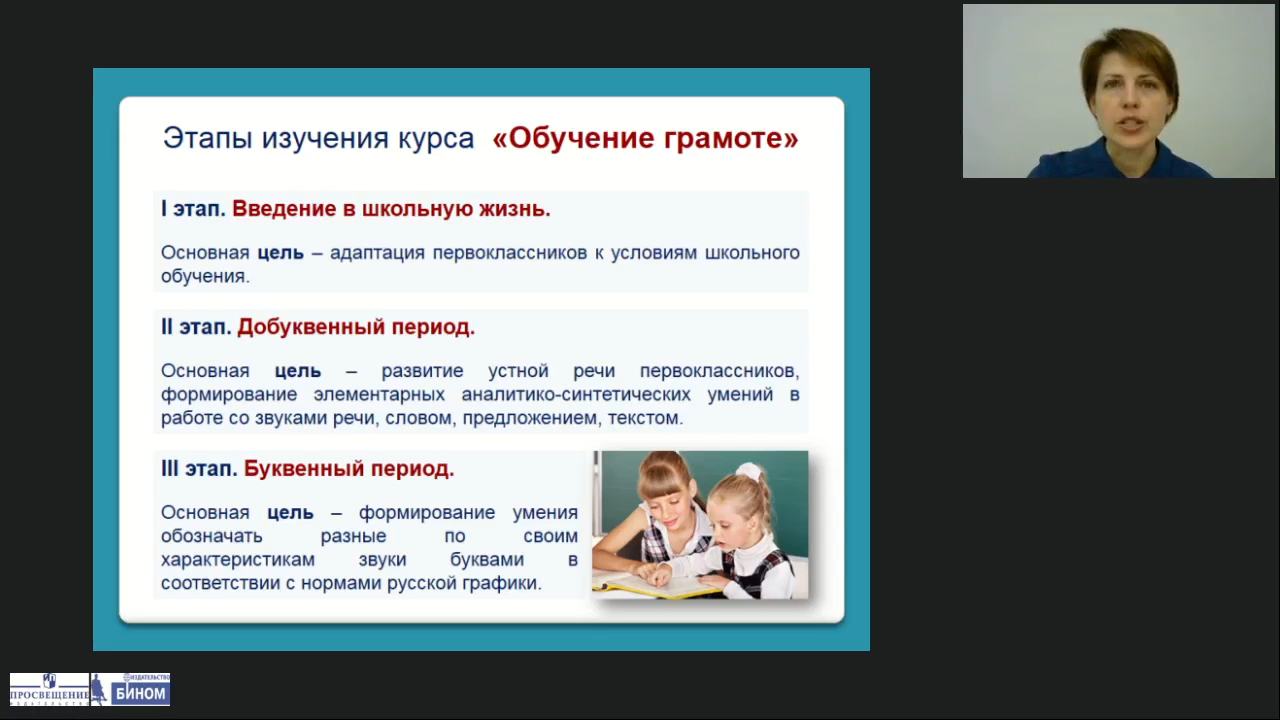 Этапы изучения курса «Обучение грамоте»
I этап. Введение в школьную жизнь.
Основная цель – адаптация первоклассников к условиям школьного
обучения.
II этап. Добуквенный период.
Основная цель – развитие устной речи первоклассников,
формирование элементарных аналитико-синтетических умений в
работе со звуками речи, словом, предложением, текстом.
III этап. Буквенный период.
Основная цель – формирование умения
обозначать разные по своим
характеристикам звуки буквами в
соответствии с нормами русской графики.
ПРОСВЕЩЕНИЕ
ИЗДАТЕЛЬСТВО
ИЗДАТЕЛЬСТВО
БИНОМ